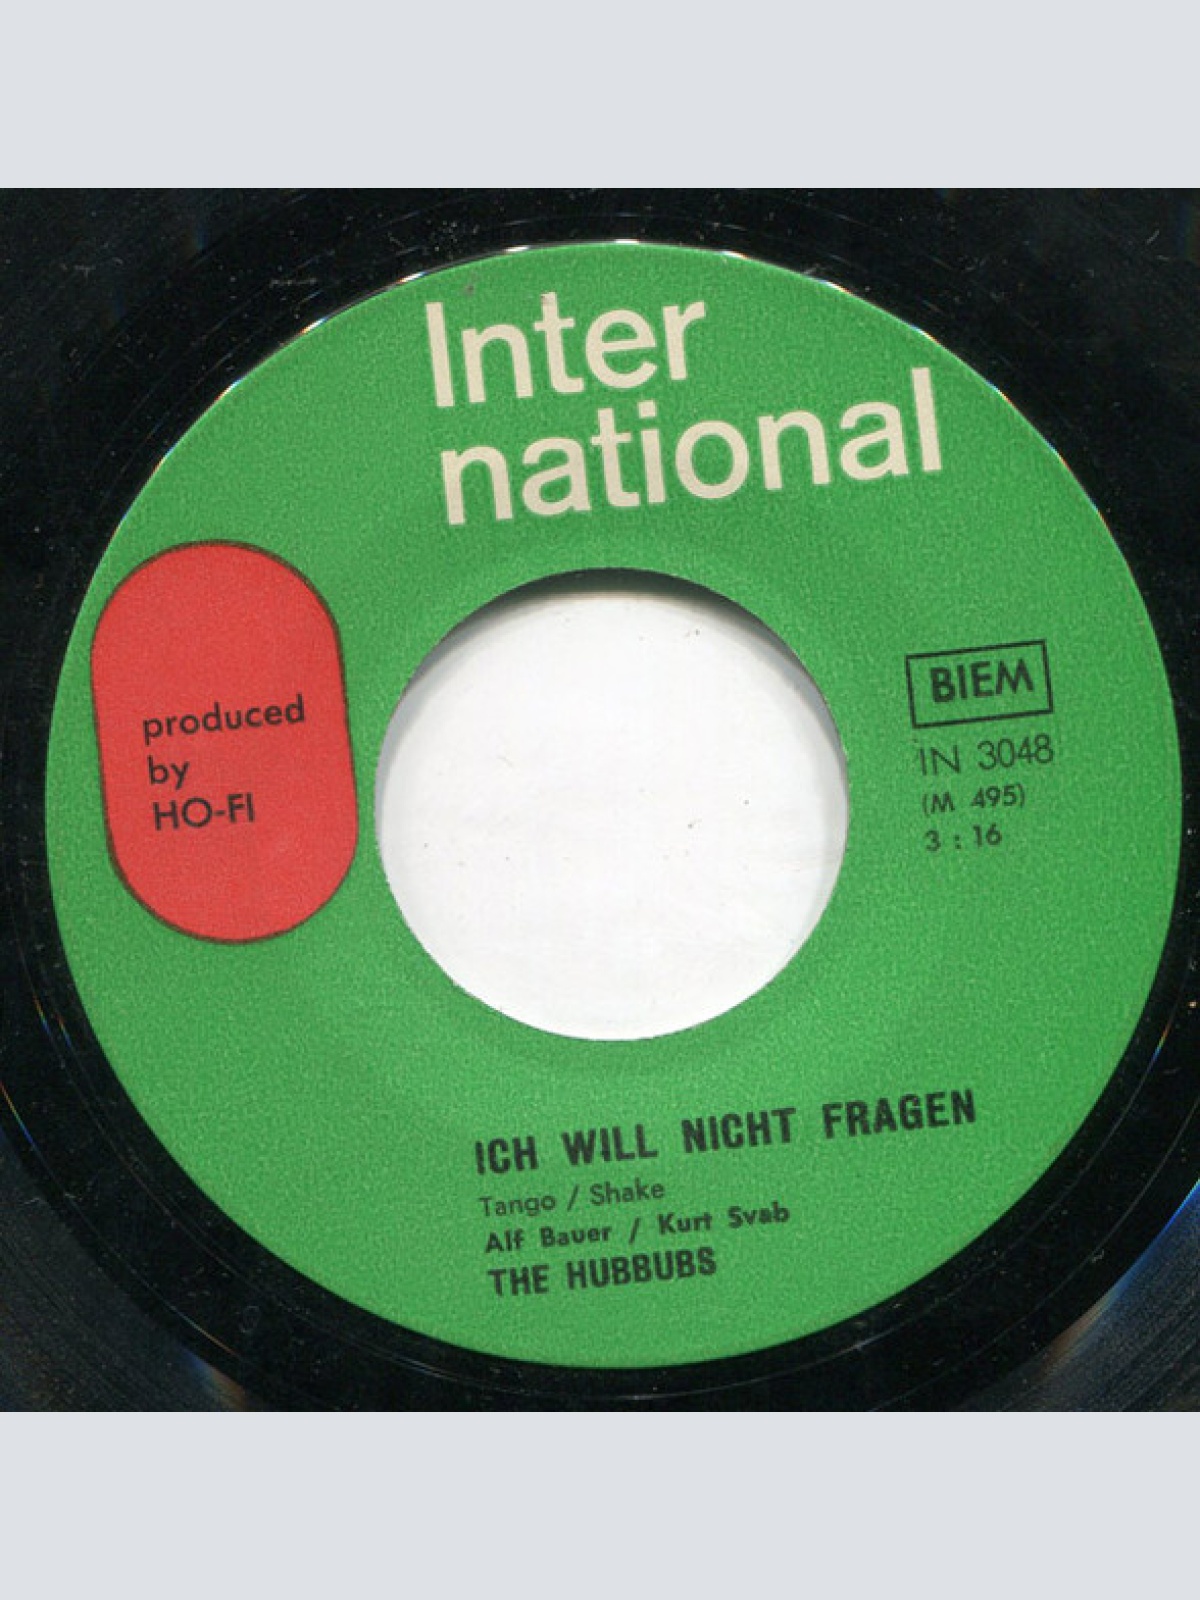 Inter
national
produced
by
HO-FI
BIEM
IN 3048
(M 495)
3 : 16
ICH WILL NICHT FRAGEN
Tango / Shake
Alf Bauer / Kurt Svab
THE HUBBUBS